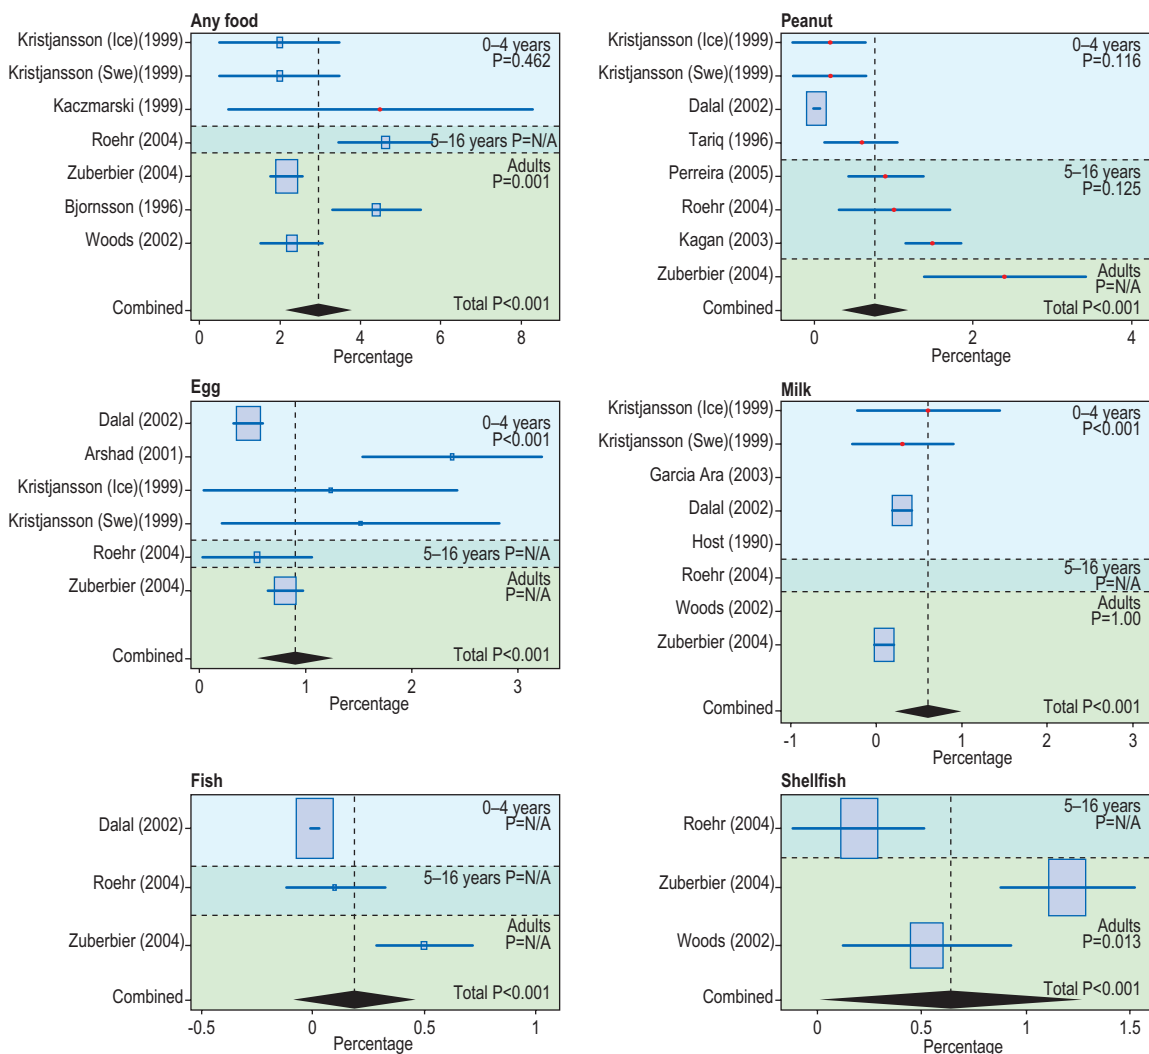 Any food
Kristjansson (Ice)(1999)
0–4 years
P=0.462
Kristjansson (Swe)(1999)
Kaczmarski (1999)
Roehr (2004)
5–16 years P=N/A
Zuberbier (2004)
Adults
P=0.001
Bjornsson (1996)
Woods (2002)
Combined
Total P<0.001
0 2 4 6 8
Percentage
Peanut
Kristjansson (Ice)(1999)
0–4 years
P=0.116
Kristjansson (Swe)(1999)
Dalal (2002)
Tariq (1996)
Perreira (2005)
5–16 years
P=0.125
Roehr (2004)
Kagan (2003)
Zuberbier (2004)
Adults
P=N/A
Combined
Total P<0.001
0 2 4
Percentage
Egg
Dalal (2002)
0–4 years
P<0.001
Arshad (2001)
Kristjansson (Ice)(1999)
Kristjansson (Swe)(1999)
Roehr (2004)
5–16 years P=N/A
Zuberbier (2004)
Adults
P=N/A
Combined
Total P<0.001
0 1 2 3
Percentage
Milk
Kristjansson (Ice)(1999)
0–4 years
P<0.001
Kristjansson (Swe)(1999)
Garcia Ara (2003)
Dalal (2002)
Host (1990)
Roehr (2004)
5–16 years
P=N/A
Woods (2002)
Adults
P=1.00
Zuberbier (2004)
Combined
Total P<0.001
-1 0 1 2 3
Percentage
Fish
Dalal (2002)
0–4 years
P=N/A
Roehr (2004)
5–16 years P=N/A
Zuberbier (2004)
Adults
P=N/A
Combined
Total P<0.001
-0.5 0 0.5 1
Percentage
Shellfish
Roehr (2004)
5–16 years
P=N/A
Zuberbier (2004)
Woods (2002)
Adults
P=0.013
Combined
Total P<0.001
0 0.5 1 1.5
Percentage